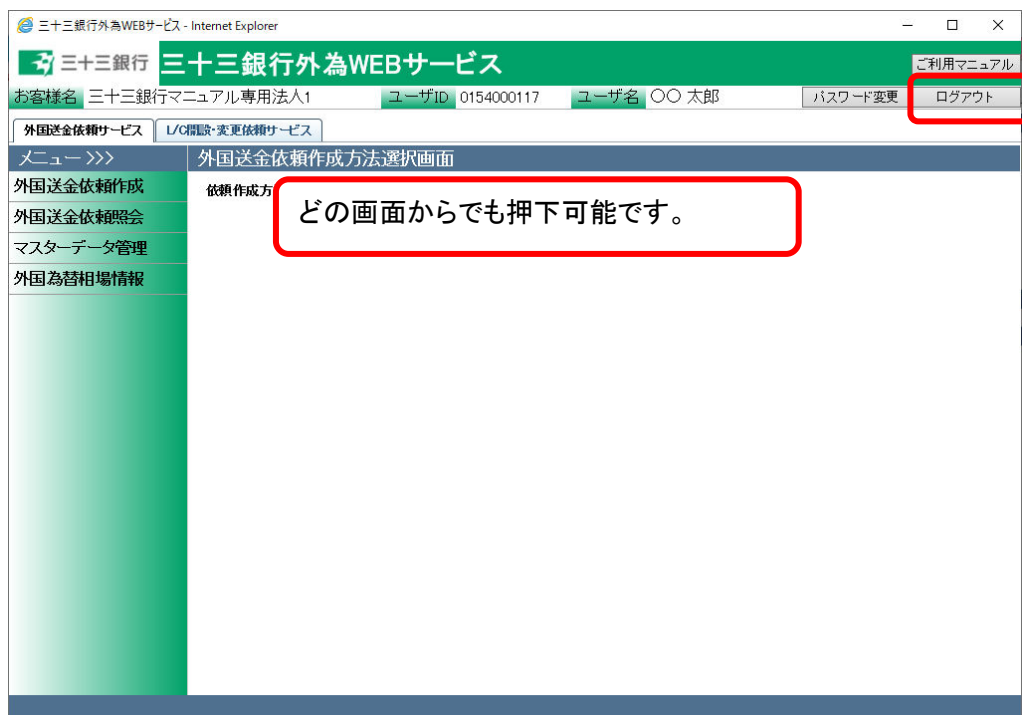 三十三銀行外為WEBサービス - Internet Explorer
三十三銀行 三十三銀行外為WEBサービス ご利用マニュアル
お客様名 三十三銀行マニュアル専用法人1 ユーザID 0154000117 ユーザ名 〇〇 太郎 パスワード変更 ログアウト
外国送金依頼サービス L/C開設・変更依頼サービス
メニュー >>> 外国送金依頼作成方法選択画面
外国送金依頼作成 依頼作成方
どの画面からでも押下可能です。
外国送金依頼照会
マスターデータ管理
外国為替相場情報